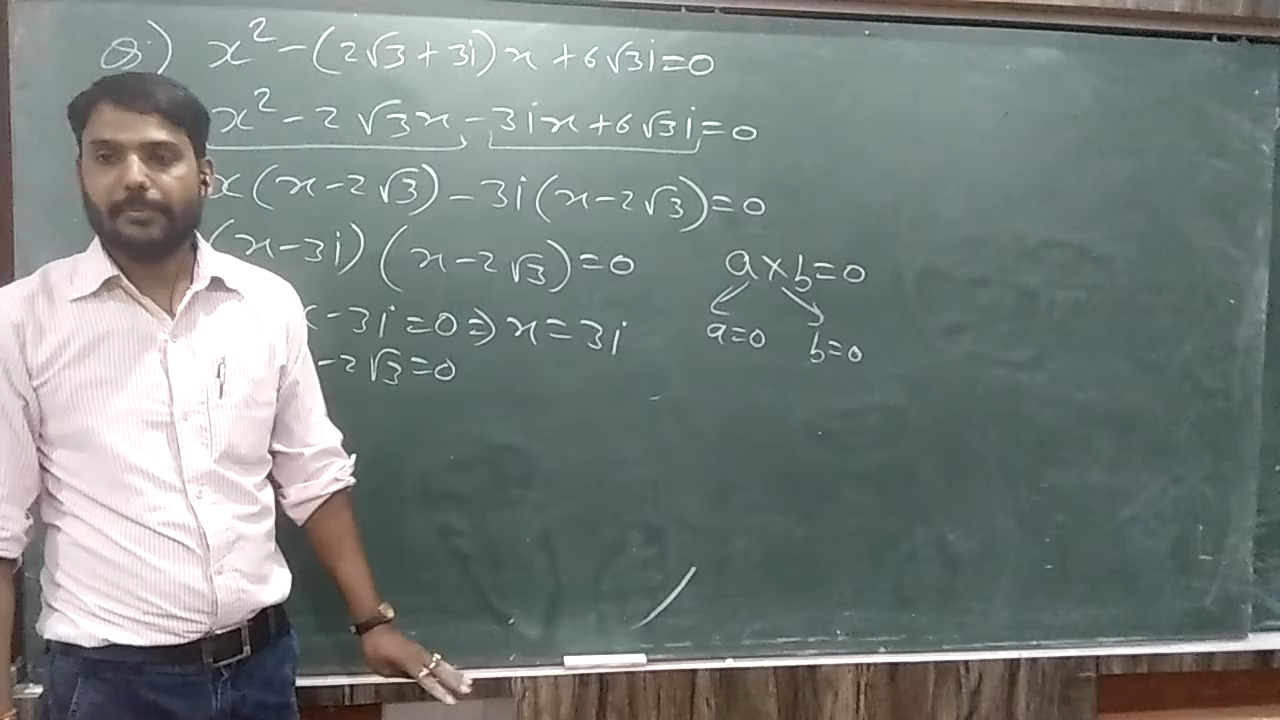 Q:) x² - (2√3 + 3i)x + 6√3i = 0
x² - 2√3x - 3ix + 6√3i = 0
x(x - 2√3) - 3i(x - 2√3) = 0
(x - 3i)(x - 2√3) = 0
a × b = 0
a = 0 b = 0
x - 3i = 0 ⇒ x = 3i
- 2√3 = 0